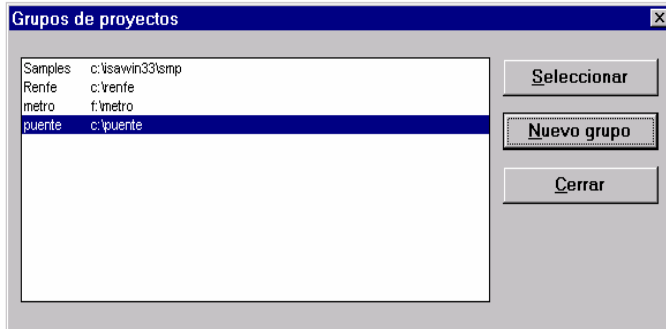 Grupos de proyectos
Samples c:\isawin33\smp
Renfe c:\renfe
metro f:\metro
puente c:\puente
Seleccionar
Nuevo grupo
Cerrar